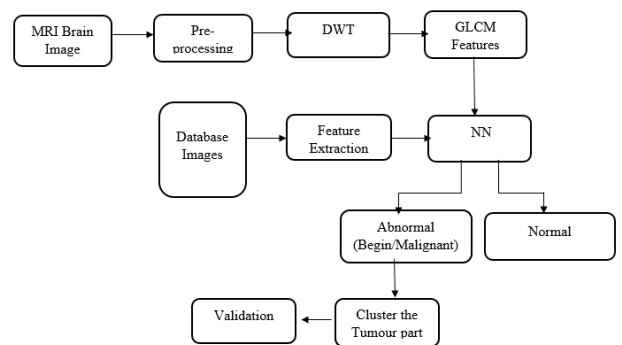 MRI Brain
Image
Pre-
processing
DWT
GLCM
Features
Database
Images
Feature
Extraction
NN
Abnormal
(Begin/Malignant)
Normal
Validation
Cluster the
Tumour part